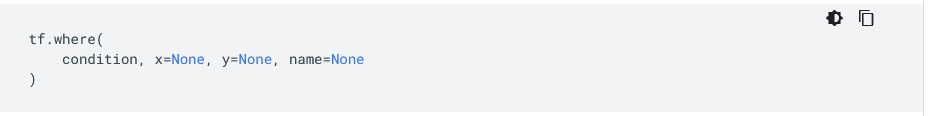 tf.where(
    condition, x=None, y=None, name=None
)